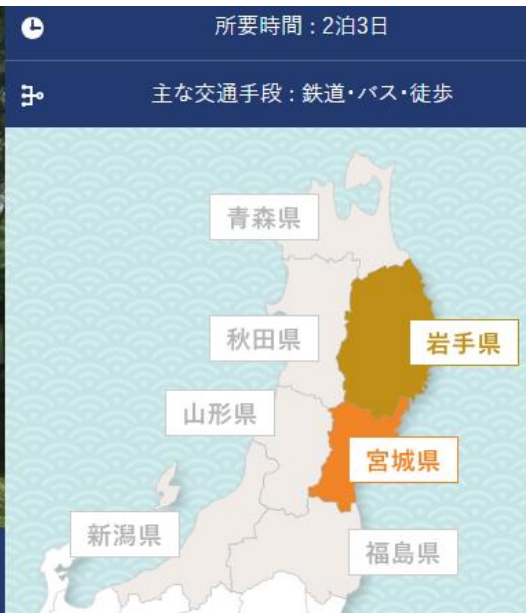 所要時間：2泊3日
主な交通手段：鉄道・バス・徒歩
青森県
秋田県
岩手県
山形県
宮城県
新潟県
福島県